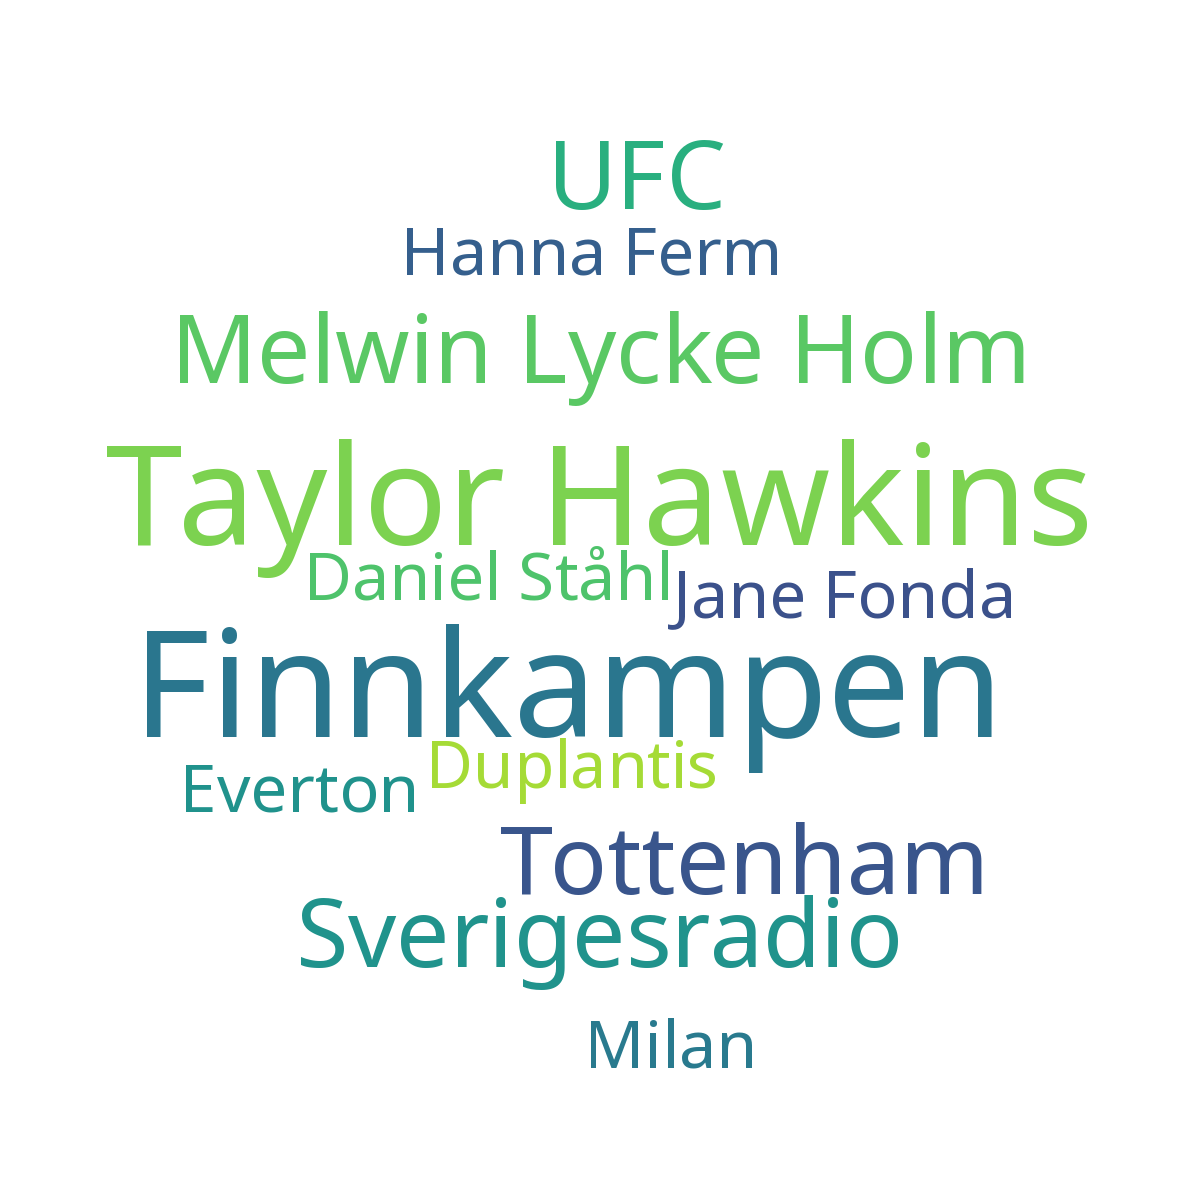 UFC
Hanna Ferm
Melwin Lycke Holm
Taylor Hawkins
Daniel Ståhl
Jane Fonda
Finnkampen
Duplantis
Everton
Tottenham
Sverigesradio
Milan